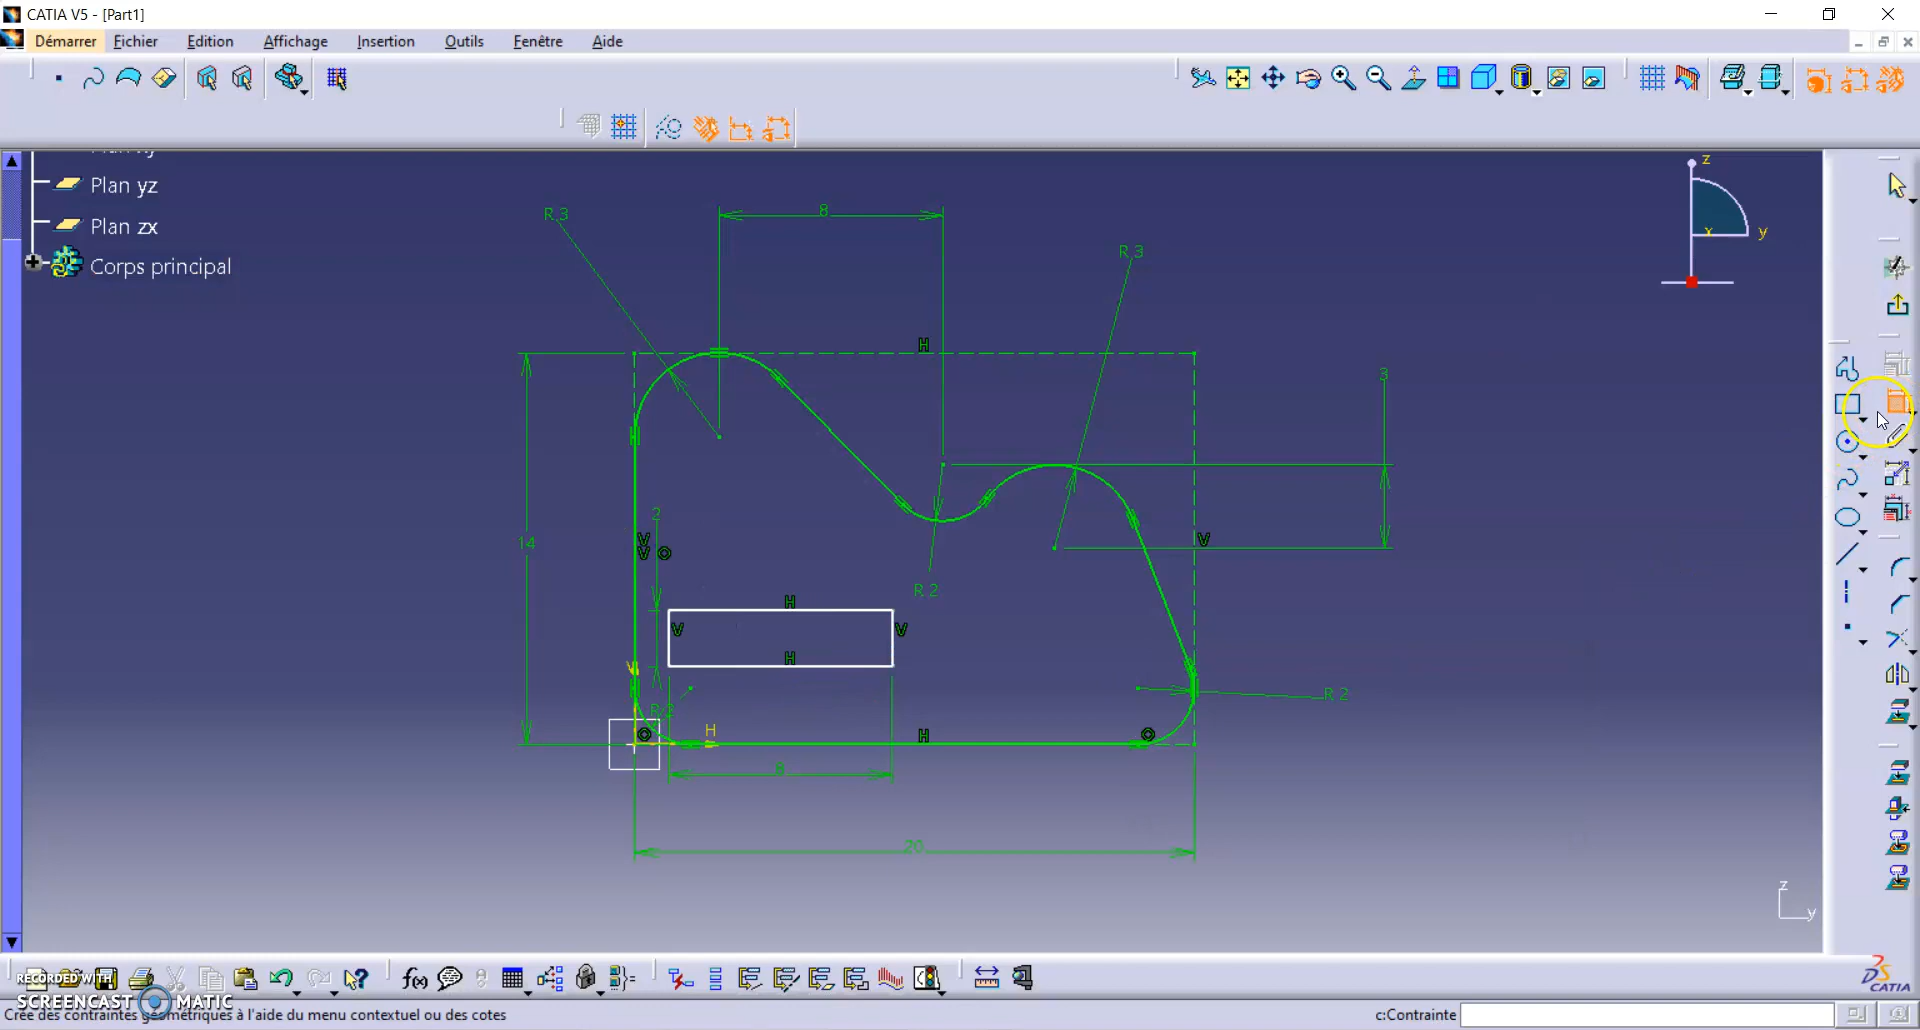 CATIA V5 - [Part1]
Démarrer Fichier Edition Affichage Insertion Outils Fenêtre Aide
Plan yz
Plan zx
Corps principal
z
x
y
R 3
8
R 3
H
3
14
2
V
V
V
R 2
H
V
V
H
V
R 2
R 2
H
H
8
20
z
y
f(x)
RECORDED WITH
SCREENCAST MATIC
CATIA
Crée des contraintes géométriques à l'aide du menu contextuel ou des cotes
c:Contrainte